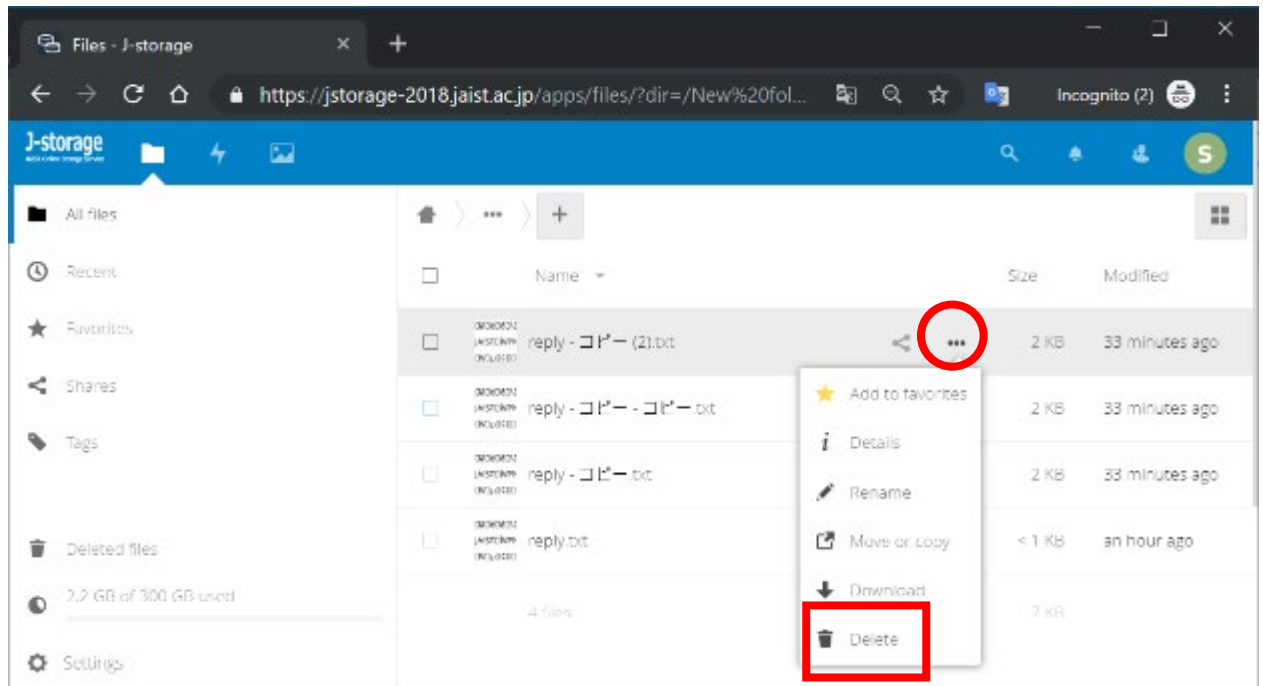 Files - J-storage
https://jstorage-2018.jaist.ac.jp/apps/files/?dir=/New%20fol...
Incognito (2)
J-storage
S
All files
Recent
Favorites
Shares
Tags
Deleted files
2.2 GB of 300 GB used
Settings
Name Size Modified
reply - コピー (2).txt 2 KB 33 minutes ago
reply - コピー - コピー.txt 2 KB 33 minutes ago
reply - コピー.txt 2 KB 33 minutes ago
reply.txt < 1 KB an hour ago
4 files 7 KB
Add to favorites
Details
Rename
Move or copy
Download
Delete